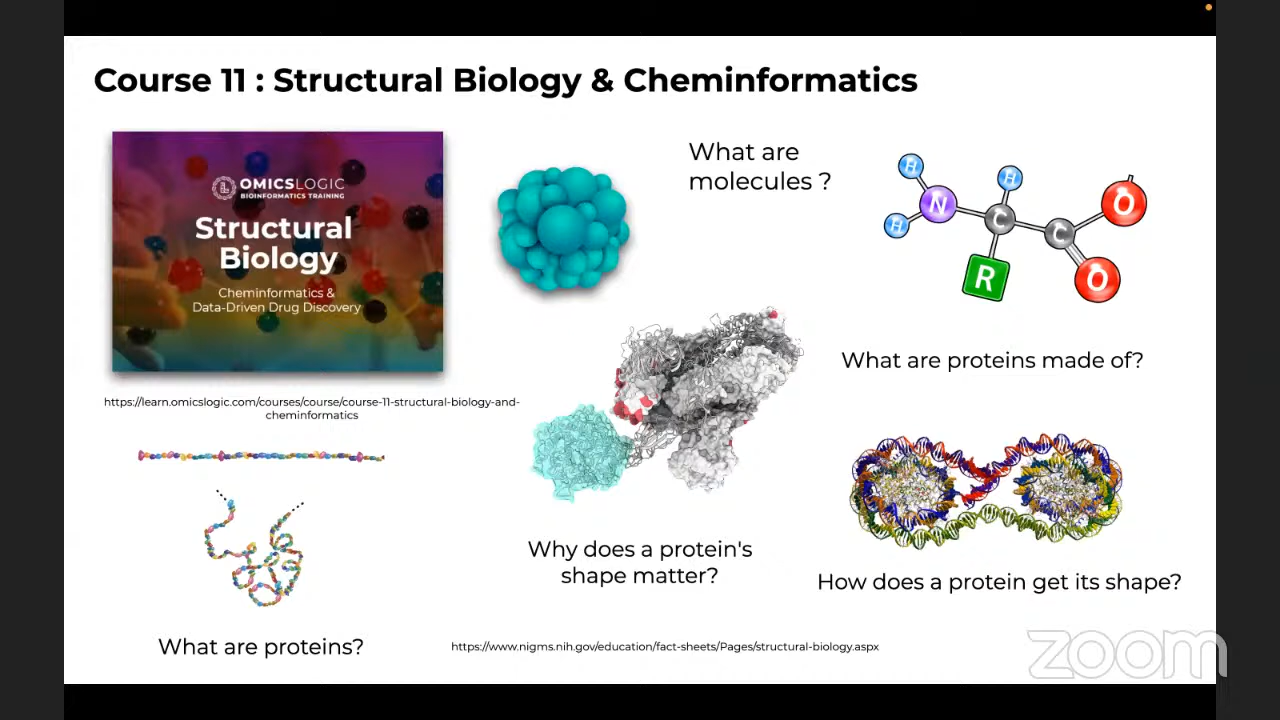 Course 11 : Structural Biology & Cheminformatics
OMICSLOGIC
BIOINFORMATICS TRAINING
Structural
Biology
Cheminformatics &
Data-Driven Drug Discovery
https://learn.omicslogic.com/courses/course/course-11-structural-biology-and-
cheminformatics
What are
molecules ?
H
H
N
H
C
C
O
R
O
What are proteins made of?
What are proteins?
Why does a protein's
shape matter?
How does a protein get its shape?
https://www.nigms.nih.gov/education/fact-sheets/Pages/structural-biology.aspx
zoom